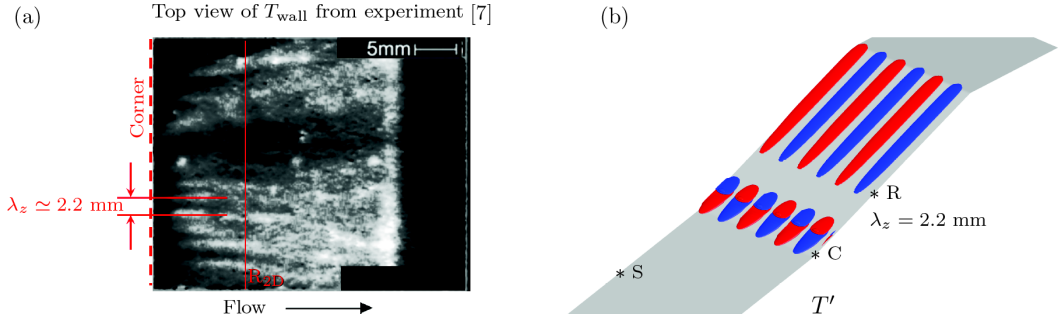 (a)
Top view of T_wall from experiment [7]
5mm
Corner
λ_z ≃ 2.2 mm
R_2D
Flow
(b)
R
λ_z = 2.2 mm
C
S
T′